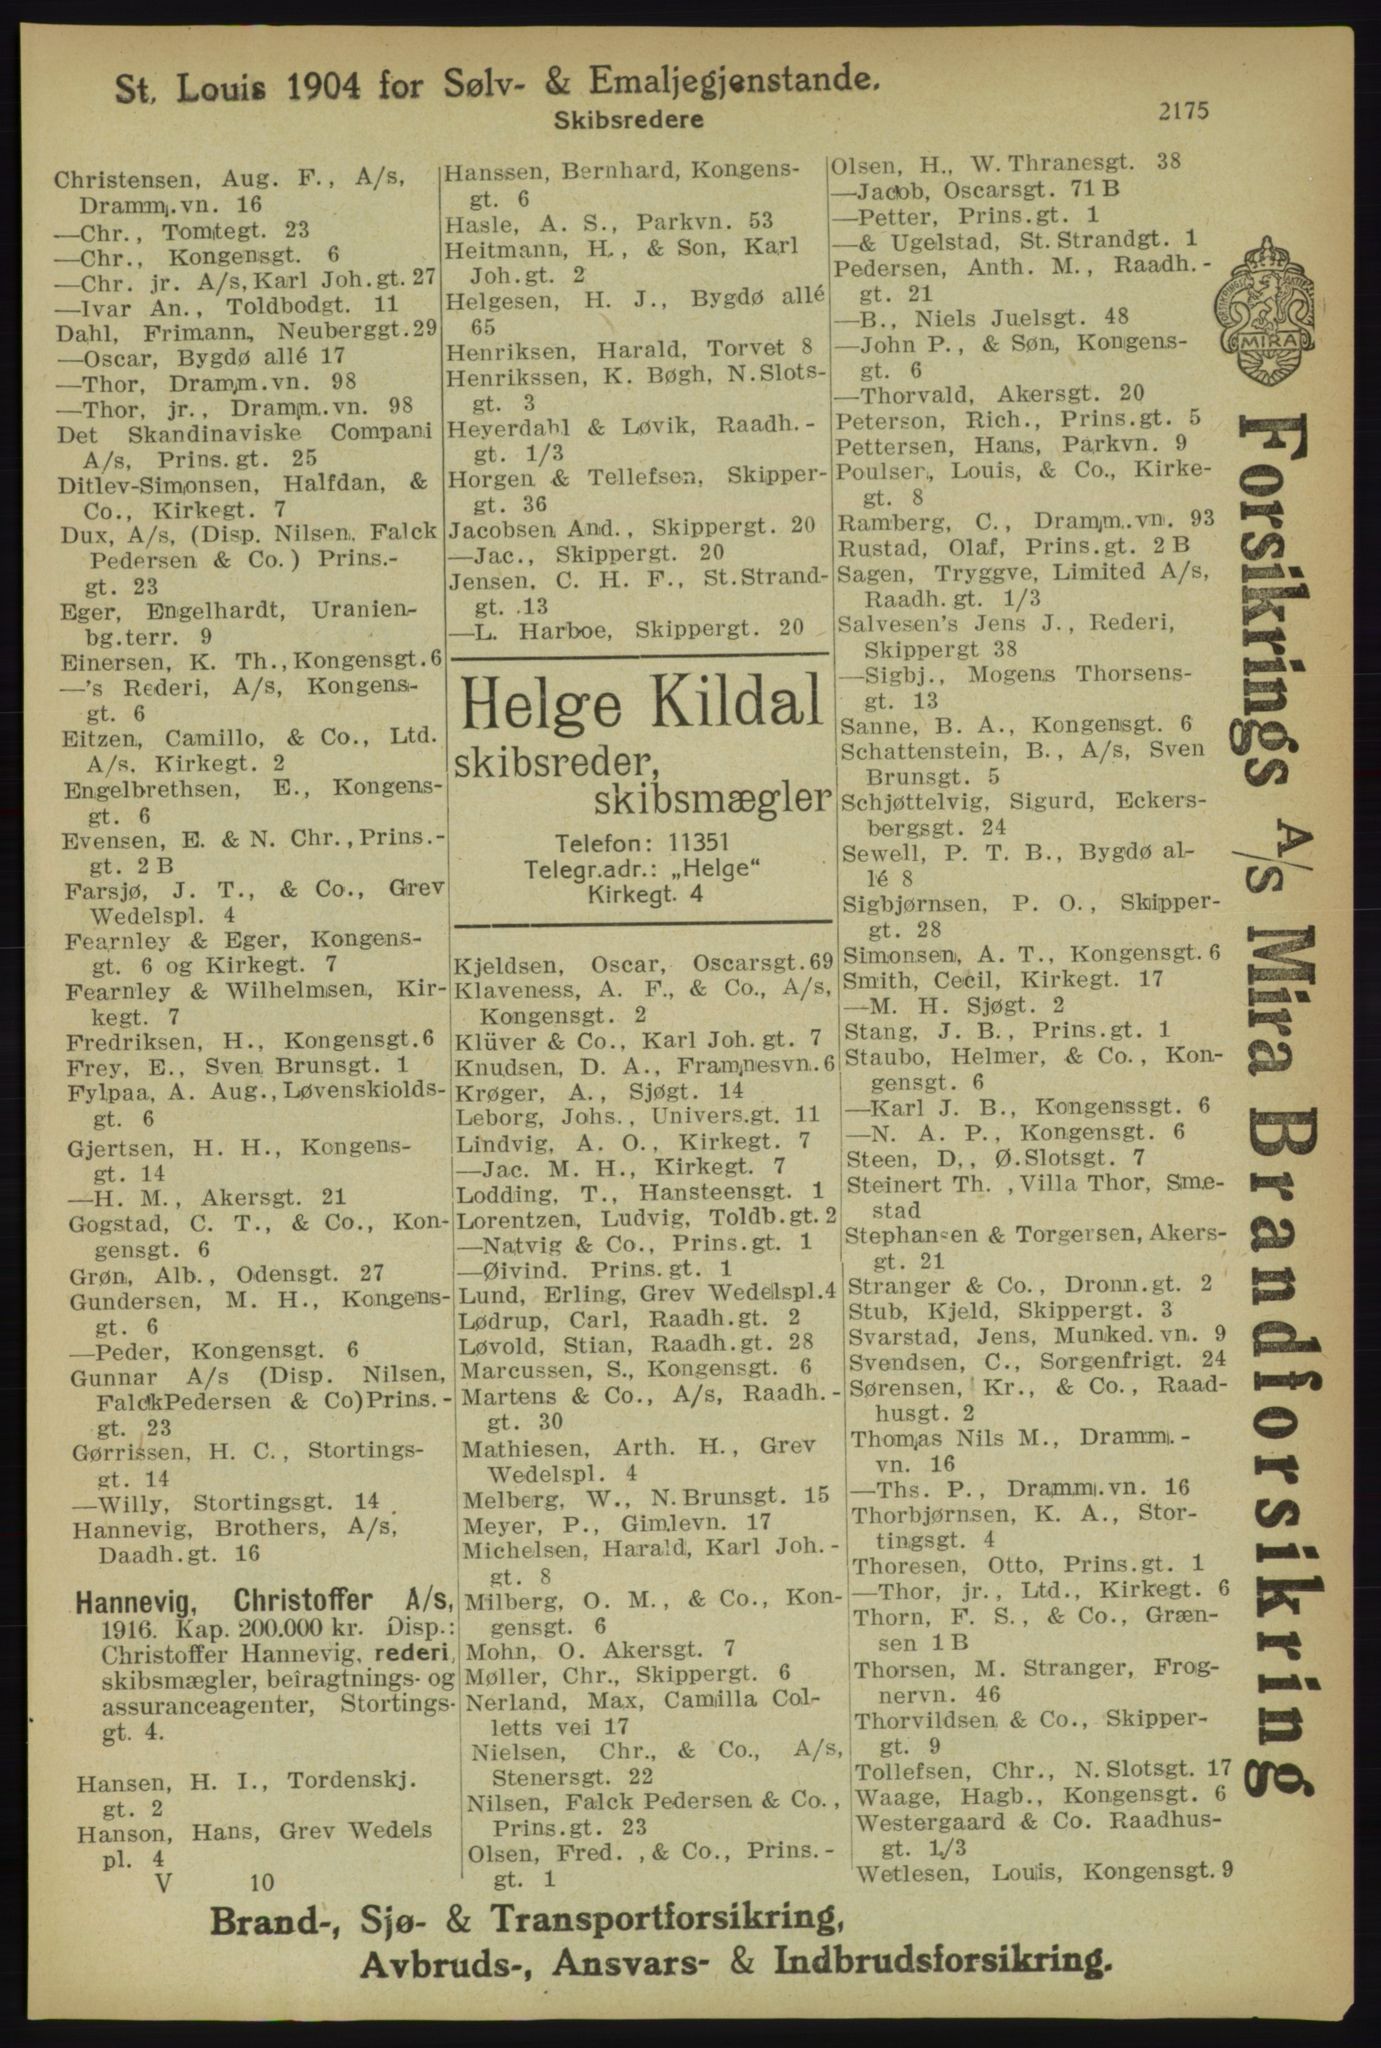 St. Louis 1904 for Sølv- & Emaljegjenstande.
Skibsredere
2175
Christensen, Aug. F., A/s,
Dramm.vn. 16
—Chr., Tomtegt. 23
—Chr., Kongensgt. 6
—Chr. jr. A/s, Karl Joh.gt. 27
—Ivar An., Toldbodgt. 11
Dahl, Frimann, Neuberggt. 29
—Oscar, Bygdø allé 17
—Thor, Dramm.vn. 98
—Thor, jr., Dramm.vn. 98
Det Skandinaviske Compani
A/s, Prins.gt. 25
Ditlev-Simonsen, Halfdan, &
Co., Kirkegt. 7
Dux, A/s, (Disp. Nilsen, Falck
Pedersen & Co.) Prins.-
gt. 23
Eger, Engelhardt, Uranien-
bg.terr. 9
Einersen, K. Th., Kongensgt. 6
—'s Rederi, A/s, Kongens-
gt. 6
Eitzen, Camillo, & Co., Ltd.
A/s, Kirkegt. 2
Engelbrethsen, E., Kongens-
gt. 6
Evensen, E. & N. Chr., Prins.-
gt. 2 B
Farsjø, J. T., & Co., Grev
Wedelspl. 4
Fearnley & Eger, Kongens-
gt. 6 og Kirkegt. 7
Fearnley & Wilhelmsen, Kir-
kegt. 7
Fredriksen, H., Kongensgt. 6
Frey, E., Sven Brunsgt. 1
Fylpaa, A. Aug., Løvenskiolds-
gt. 6
Gjertsen, H. H., Kongens-
gt. 14
—H. M., Akersgt. 21
Gogstad, C. T., & Co., Kon-
gensgt. 6
Grøn, Alb., Odensgt. 27
Gundersen, M. H., Kongens-
gt. 6
—Peder, Kongensgt. 6
Gunnar A/s (Disp. Nilsen,
Falck Pedersen & Co) Prins.-
gt. 23
Gørrissen, H. C., Stortings-
gt. 14
—Willy, Stortingsgt. 14
Hannevig, Brothers, A/s,
Daadh.gt. 16
Hannevig, Christoffer A/s,
1916. Kap. 200.000 kr. Disp.:
Christoffer Hannevig, rederi,
skibsmægler, befragtnings- og
assuranceagenter, Stortings-
gt. 4.
Hansen, H. I., Tordenskj.
gt. 2
Hanson, Hans, Grev Wedels
pl. 4
V 10
Hanssen, Bernhard, Kongens-
gt. 6
Hasle, A. S., Parkvn. 53
Heitmann, H., & Son, Karl
Joh.gt. 2
Helgesen, H. J., Bygdø allé
65
Henriksen, Harald, Torvet 8
Henrikssen, K. Bøgh, N. Slots-
gt. 3
Heyerdahl & Løvik, Raadh.-
gt. 1/3
Horgen & Tellefsen, Skipper-
gt. 36
Jacobsen And., Skippergt. 20
—Jac., Skippergt. 20
Jensen, C. H. F., St. Strand-
gt. 13
—L. Harboe, Skippergt. 20
Helge Kildal
skibsreder,
skibsmægler
Telefon: 11351
Telegr.adr.: „Helge“
Kirkegt. 4
Kjeldsen, Oscar, Oscarsgt. 69
Klaveness, A. F., & Co., A/s,
Kongensgt. 2
Klüver & Co., Karl Joh.gt. 7
Knudsen, D. A., Framnesvn. 6
Krøger, A., Sjøgt. 14
Leborg, Johs., Univers.gt. 11
Lindvig, A. O., Kirkegt. 7
—Jac. M. H., Kirkegt. 7
Lodding, T., Hansteensgt. 1
Lorentzen, Ludvig, Toldb.gt. 2
—Natvig & Co., Prins.gt. 1
—Øivind. Prins.gt. 1
Lund, Erling, Grev Wedelspl. 4
Lødrup, Carl, Raadh.gt. 2
Løvold, Stian, Raadh.gt. 28
Marcussen, S., Kongensgt. 6
Martens & Co., A/s, Raadh.-
gt. 30
Mathiesen, Arth. H., Grev
Wedelspl. 4
Melberg, W., N. Brunsgt. 15
Meyer, P., Gimlevn. 17
Michelsen, Harald, Karl Joh.-
gt. 8
Milberg, O. M., & Co., Kon-
gensgt. 6
Mohn, O. Akersgt. 7
Møller, Chr., Skippergt. 6
Nerland, Max, Camilla Col-
letts vei 17
Nielsen, Chr., & Co., A/s,
Stenersgt. 22
Nilsen, Falck Pedersen & Co.,
Prins.gt. 23
Olsen, Fred., & Co., Prins.-
gt. 1
Olsen, H., W. Thranesgt. 38
—Jacob, Oscarsgt. 71 B
—Petter, Prins.gt. 1
—& Ugelstad, St. Strandgt. 1
Pedersen, Anth. M., Raadh.-
gt. 21
—B., Niels Juelsgt. 48
—John P., & Søn, Kongens-
gt. 6
—Thorvald, Akersgt. 20
Peterson, Rich., Prins.gt. 5
Pettersen, Hans, Parkvn. 9
Poulsen, Louis, & Co., Kirke-
gt. 8
Ramberg, C., Dramm.vn. 93
Rustad, Olaf, Prins.gt. 2 B
Sagen, Tryggve, Limited A/s,
Raadh.gt. 1/3
Salvesen's Jens J., Rederi,
Skippergt 38
—Sigbj., Mogens Thorsens-
gt. 13
Sanne, B. A., Kongensgt. 6
Schattenstein, B., A/s, Sven
Brunsgt. 5
Schjøttelvig, Sigurd, Eckers-
bergsgt. 24
Sewell, P. T. B., Bygdø al-
lé 8
Sigbjørnsen, P. O., Skipper-
gt. 28
Simonsen, A. T., Kongensgt. 6
Smith, Cecil, Kirkegt. 17
—M. H. Sjøgt. 2
Stang, J. B., Prins.gt. 1
Staubo, Helmer, & Co., Kon-
gensgt. 6
—Karl J. B., Kongenssgt. 6
—N. A. P., Kongensgt. 6
Steen, D., Ø. Slotsgt. 7
Steinert Th., Villa Thor, Sme-
stad
Stephansen & Torgersen, Akers-
gt. 21
Stranger & Co., Dronn.gt. 2
Stub, Kjeld, Skippergt. 3
Svarstad, Jens, Munked.vn. 9
Svendsen, C., Sorgenfrigt. 24
Sørensen, Kr., & Co., Raad-
husgt. 2
Thomas Nils M., Dramm.-
vn. 16
—Ths. P., Dramm.vn. 16
Thorbjørnsen, K. A., Stor-
tingsgt. 4
Thoresen, Otto, Prins.gt. 1
—Thor, jr., Ltd., Kirkegt. 6
Thorn, F. S., & Co., Græn-
sen 1 B
Thorsen, M. Stranger, Frog-
nervn. 46
Thorvildsen & Co., Skipper-
gt. 9
Tollefsen, Chr., N. Slotsgt. 17
Waage, Hagb., Kongensgt. 6
Westergaard & Co. Raadhus-
gt. 1/3
Wetlesen, Louis, Kongensgt. 9
MIRA
Forsikrings A/s Mira Brandforsikring
Brand-, Sjø- & Transportforsikring,
Avbruds-, Ansvars- & Indbrudsforsikring.